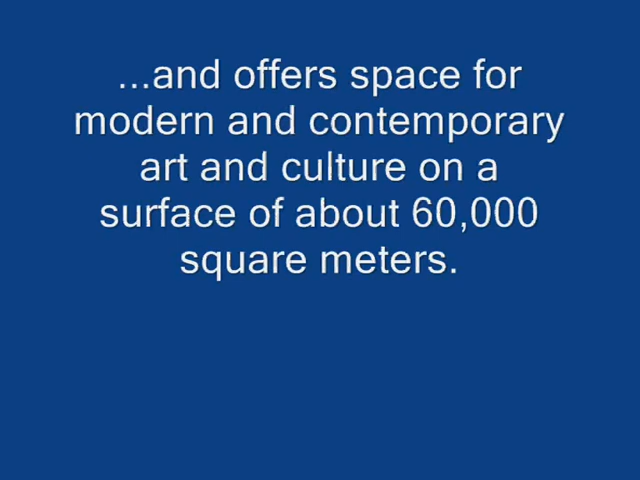 ...and offers space for
modern and contemporary
art and culture on a
surface of about 60,000
square meters.